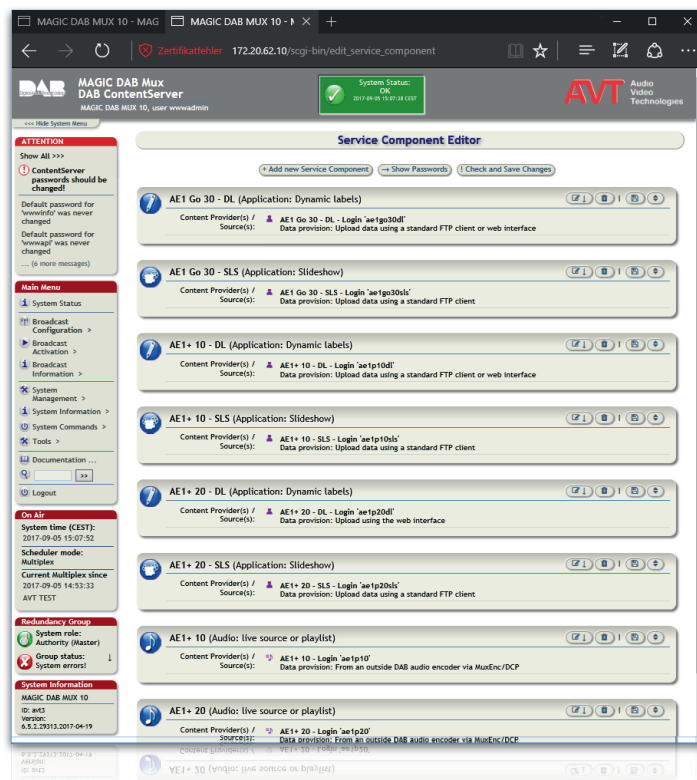 MAGIC DAB MUX 10 - MAG
MAGIC DAB MUX 10 - M
Zertifikatfehler 172.20.62.10/scgi-bin/edit_service_component
DAB
MAGIC DAB Mux
DAB ContentServer
MAGIC DAB MUX 10, user wwwadmin
System Status:
OK
2017-09-05 15:07:38 CEST
AVT Audio
Video
Technologies
<<< Hide System Menu
ATTENTION
Show All >>>
ContentServer
passwords should be
changed!
Default password for
'wwwinfo' was never
changed
Default password for
'wwwapi' was never
changed
.... (6 more messages)
Main Menu
System Status
Broadcast
Configuration >
Broadcast
Activation >
Broadcast
Information >
System
Management >
System Information >
System Commands >
Tools >
Documentation ...
>>
Logout
On Air
System time (CEST):
2017-09-05 15:07:52
Scheduler mode:
Multiplex
Current Multiplex since
2017-09-05 14:53:33
AVT TEST
Redundancy Group
System role:
Authority (Master)
Group status:
System errors!
System Information
MAGIC DAB MUX 10
ID: avt3
Version:
6.5.2.29313.2017-04-19
Service Component Editor
+ Add new Service Component
→ Show Passwords
! Check and Save Changes
AE1 Go 30 - DL (Application: Dynamic labels)
Content Provider(s) / AE1 Go 30 - DL - Login 'ae1go30dl'
Source(s): Data provision: Upload data using a standard FTP client or web interface
AE1 Go 30 - SLS (Application: Slideshow)
Content Provider(s) / AE1 Go 30 - SLS - Login 'ae1go30sls'
Source(s): Data provision: Upload data using a standard FTP client
AE1+ 10 - DL (Application: Dynamic labels)
Content Provider(s) / AE1+ 10 - DL - Login 'ae1p10dl'
Source(s): Data provision: Upload data using a standard FTP client or web interface
AE1+ 10 - SLS (Application: Slideshow)
Content Provider(s) / AE1+ 10 - SLS - Login 'ae1p10sls'
Source(s): Data provision: Upload data using a standard FTP client
AE1+ 20 - DL (Application: Dynamic labels)
Content Provider(s) / AE1+ 20 - DL - Login 'ae1p20dl'
Source(s): Data provision: Upload using the web interface
AE1+ 20 - SLS (Application: Slideshow)
Content Provider(s) / AE1+ 20 - SLS - Login 'ae1p20sls'
Source(s): Data provision: Upload data using a standard FTP client
AE1+ 10 (Audio: live source or playlist)
Content Provider(s) / AE1+ 10 - Login 'ae1p10'
Source(s): Data provision: From an outside DAB audio encoder via MuxEnc/DCP
AE1+ 20 (Audio: live source or playlist)
Content Provider(s) / AE1+ 20 - Login 'ae1p20'
Source(s): Data provision: From an outside DAB audio encoder via MuxEnc/DCP